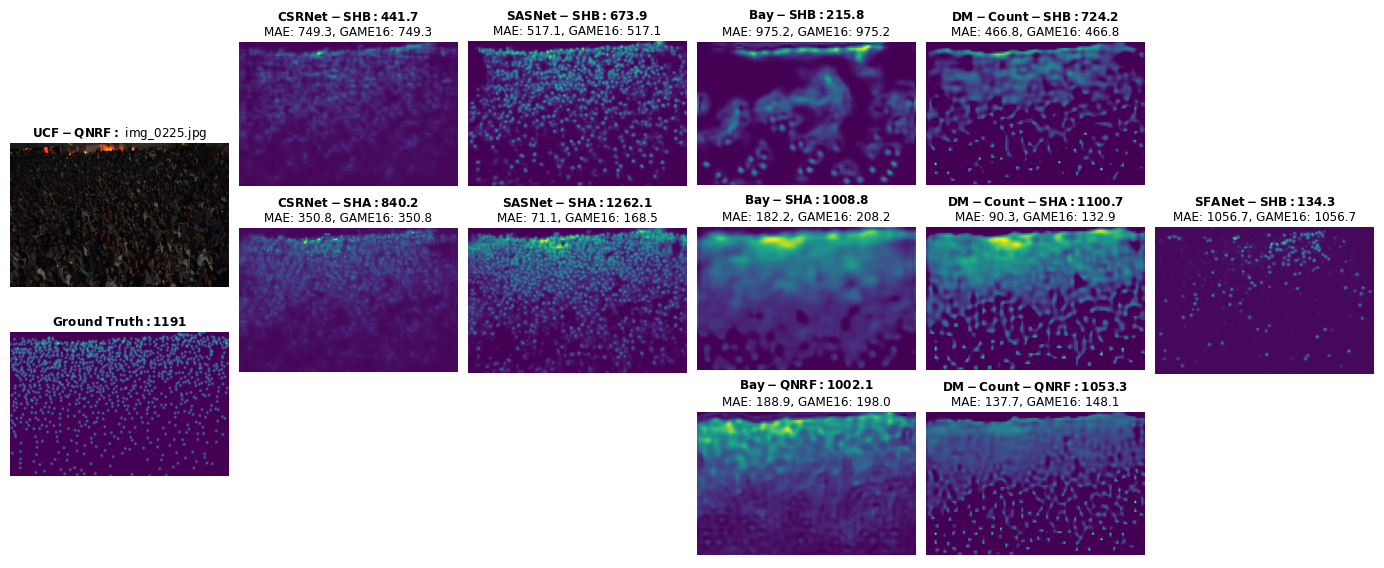 CSRNet−SHB: 441.7
MAE: 749.3, GAME16: 749.3
SASNet−SHB: 673.9
MAE: 517.1, GAME16: 517.1
Bay−SHB: 215.8
MAE: 975.2, GAME16: 975.2
DM−Count−SHB: 724.2
MAE: 466.8, GAME16: 466.8
UCF−QNRF: img_0225.jpg
CSRNet−SHA: 840.2
MAE: 350.8, GAME16: 350.8
SASNet−SHA: 1262.1
MAE: 71.1, GAME16: 168.5
Bay−SHA: 1008.8
MAE: 182.2, GAME16: 208.2
DM−Count−SHA: 1100.7
MAE: 90.3, GAME16: 132.9
SFANet−SHB: 134.3
MAE: 1056.7, GAME16: 1056.7
Ground Truth: 1191
Bay−QNRF: 1002.1
MAE: 188.9, GAME16: 198.0
DM−Count−QNRF: 1053.3
MAE: 137.7, GAME16: 148.1